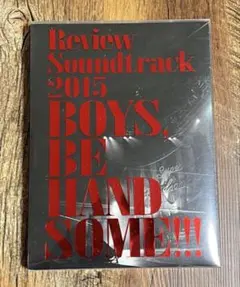 Review
Soundtrack
2015
BOYS,
BE
HAND
SOME!!!